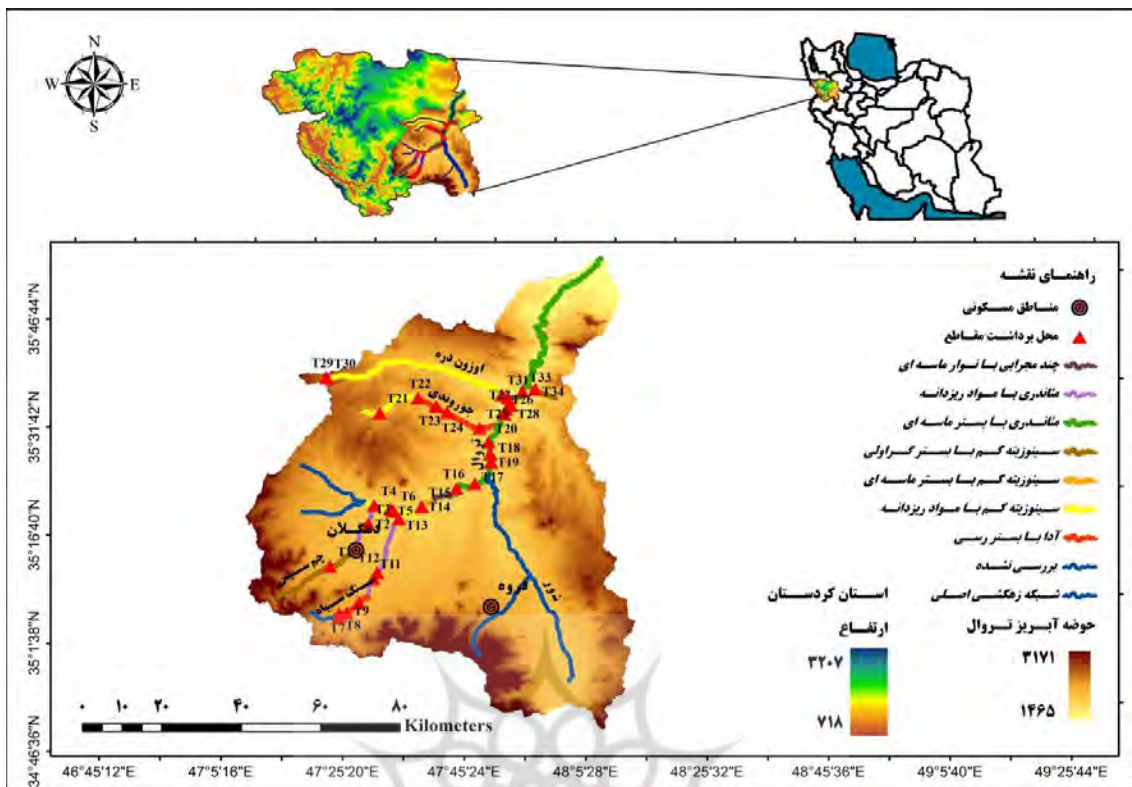 N
W E
S
راهنمای نقشه
مناطق مسکونی
محل برداشت مقاطع
چند مجرایی با نوار ماسه ای
مئاندری با مواد ریزدانه
مئاندری با بستر ماسه ای
سینوزیته کم با بستر گراولی
سینوزیته کم با بستر ماسه ای
سینوزیته کم با مواد ریزدانه
آدا با بستر رسی
بررسی نشده
شبکه زهکشی اصلی
استان کردستان
ارتفاع
۳۲۰۷
۷۱۸
حوضه آبریز تروال
۳۱۷۱
۱۴۶۵
35°46'44"N
35°31'42"N
35°16'40"N
35°1'38"N
34°46'36"N
T29 T30
اوزون دره
T31 T33
T34
T22
T21
جوروندی
T23
T24
T26
T28
T20
تروال
T18
T19
T17
T16
T15
T14
T4
T6
T5
T2
T13
دهگلان
T12
T11
سنگ سیاه
T9
T7 T8
قروه
۰ ۱۰ ۲۰ ۴۰ ۶۰ ۸۰
Kilometers
46°45'12"E 47°5'16"E 47°25'20"E 47°45'24"E 48°5'28"E 48°25'32"E 48°45'36"E 49°5'40"E 49°25'44"E